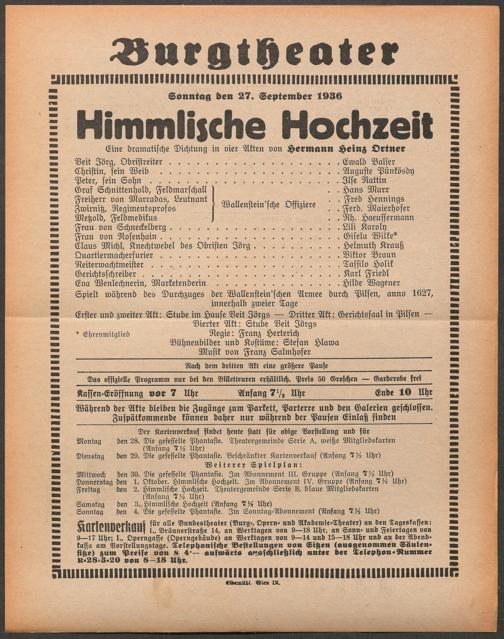 Burgtheater
Sonntag den 27. September 1936
Himmlische Hochzeit
Eine dramatische Dichtung in vier Akten von Hermann Heinz Ortner
Veit Jörg, Obristreiter . . . Ewald Balser
Christin, sein Weib . . . Auguste Pünkösdy
Peter, sein Sohn . . . Ilse Nattin
Graf Schnittenhold, Feldmarschall } Wallenstein'sche Offiziere . . . Hans Marr
Freiherr von Marradas, Leutnant . . . Fred Hennings
Zwirnitz, Regimentsprofos . . . Ferd. Maierhofer
Metzold, Feldmedikus . . . Rh. Haeussermann
Frau von Schneckelberg . . . Lili Karoly
Frau von Rosenhain . . . Gisela Wilke*
Claus Michl, Knechtwebel des Obristen Jörg . . . Helmuth Krauß
Quartiermacherfurier . . . Viktor Braun
Reiterwachtmeister . . . Tassilo Holik
Gerichtschreiber . . . Karl Friedl
Eva Wenlechnerin, Marketenderin . . . Hilde Wagener
Spielt während des Durchzuges der Wallenstein'schen Armee durch Pilsen, anno 1627,
innerhalb zweier Tage
Erster und zweiter Akt: Stube im Hause Veit Jörgs — Dritter Akt: Gerichtssaal in Pilsen —
Vierter Akt: Stube Veit Jörgs
* Ehrenmitglied Regie: Franz Herterich
Bühnenbilder und Kostüme: Stefan Hlawa
Musik von Franz Salmhofer
Nach dem dritten Akt eine größere Pause
Das offizielle Programm nur bei den Billetteuren erhältlich. Preis 50 Groschen — Garderobe frei
Kassen-Eröffnung vor 7 Uhr Anfang 7½ Uhr Ende 10 Uhr
Während der Akte bleiben die Zugänge zum Parkett, Parterre und den Galerien geschlossen.
Zuspätkommende können daher nur während der Pausen Einlaß finden
Der Kartenverkauf findet heute statt für obige Vorstellung und für
Montag den 28. Die gefesselte Phantasie. Theatergemeinde Serie A, weiße Mitgliedskarten
(Anfang 7½ Uhr)
Dienstag den 29. Die gefesselte Phantasie. Beschränkter Kartenverkauf (Anfang 7½ Uhr)
Weiterer Spielplan:
Mittwoch den 30. Die gefesselte Phantasie. Im Abonnement III. Gruppe (Anfang 7½ Uhr)
Donnerstag den 1. Oktober. Himmlische Hochzeit. Im Abonnement IV. Gruppe (Anfang 7½ Uhr)
Freitag den 2. Himmlische Hochzeit. Theatergemeinde Serie B, blaue Mitgliedskarten
(Anfang 7½ Uhr)
Samstag den 3. Himmlische Hochzeit (Anfang 7½ Uhr)
Sonntag den 4. Die gefesselte Phantasie. Im Sonntag-Abonnement (Anfang 7½ Uhr)
Kartenverkauf für alle Bundestheater (Burg-, Opern- und Akademie-Theater) an den Tageskassen:
I., Bräunerstraße 14, an Werktagen von 9—18 Uhr, an Sonn- und Feiertagen von
9—17 Uhr; I., Operngasse (Operngebäude) an Werktagen von 9—14 und 15—18 Uhr und an der Abend-
kassa am Vorstellungstage. Telephonische Bestellungen von Sitzen (ausgenommen Säulen-
sitze) zum Preise von S 4·— aufwärts ausschließlich unter der Telephon-Nummer
R-28-3-20 von 8—18 Uhr.
Elbemühl, Wien IX.